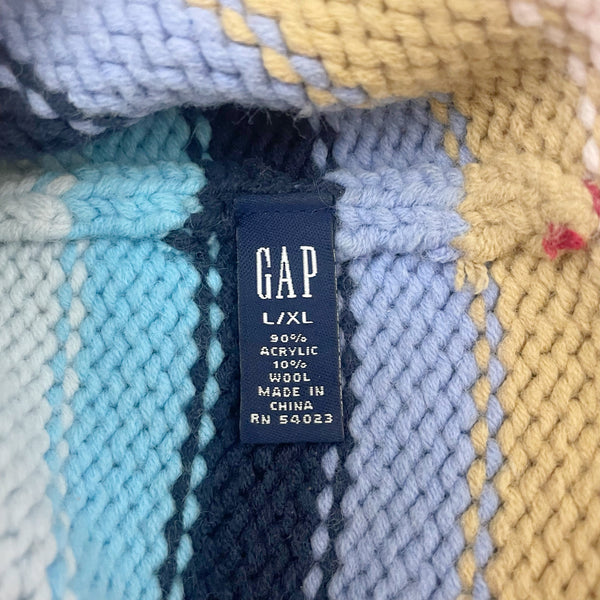 GAP
L/XL
90%
ACRYLIC
10%
WOOL
MADE IN
CHINA
RN 54023